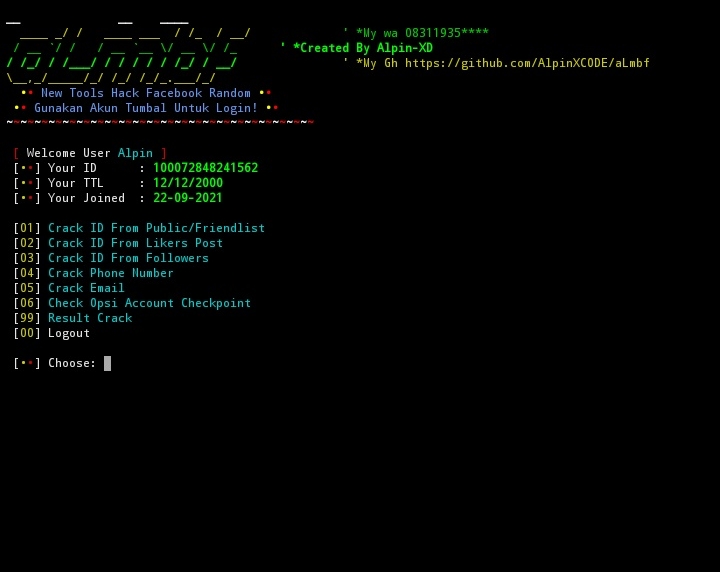 ' *My wa 08311935****
' *Created By Alpin-XD
' *My Gh https://github.com/AlpinXCODE/aLmbf
•• New Tools Hack Facebook Random ••
•• Gunakan Akun Tumbal Untuk Login! ••
[ Welcome User Alpin ]
[••] Your ID : 100072848241562
[••] Your TTL : 12/12/2000
[••] Your Joined : 22-09-2021
[01] Crack ID From Public/Friendlist
[02] Crack ID From Likers Post
[03] Crack ID From Followers
[04] Crack Phone Number
[05] Crack Email
[06] Check Opsi Account Checkpoint
[99] Result Crack
[00] Logout
[••] Choose: